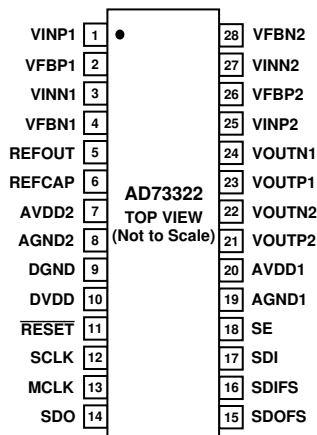 VINP1 1
VFBP1 2
VINN1 3
VFBN1 4
REFOUT 5
REFCAP 6
AVDD2 7
AGND2 8
DGND 9
DVDD 10
RESET 11
SCLK 12
MCLK 13
SDO 14
AD73322
TOP VIEW
(Not to Scale)
28 VFBN2
27 VINN2
26 VFBP2
25 VINP2
24 VOUTN1
23 VOUTP1
22 VOUTN2
21 VOUTP2
20 AVDD1
19 AGND1
18 SE
17 SDI
16 SDIFS
15 SDOFS